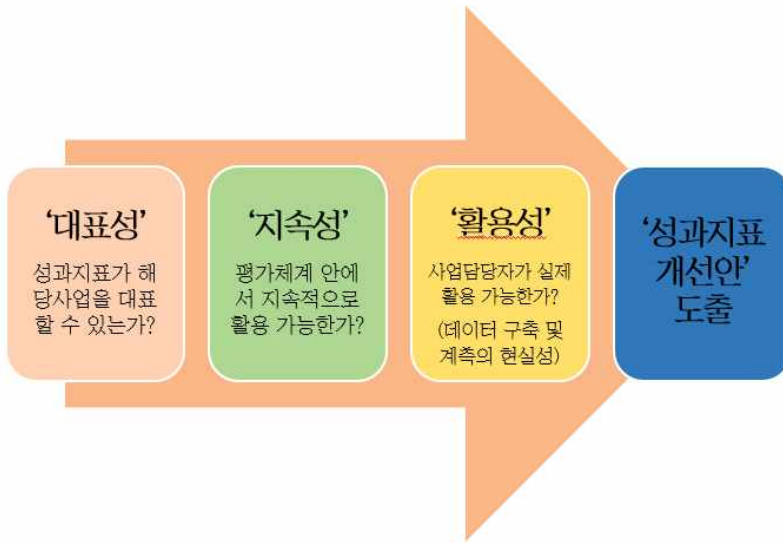 ‘대표성’
성과지표가 해
당사업을 대표
할 수 있는가?
‘지속성’
평가체계 안에
서 지속적으로
활용 가능한가?
‘활용성’
사업담당자가 실제
활용 가능한가?
(데이터 구축 및
계측의 현실성)
‘성과지표
개선안’
도출